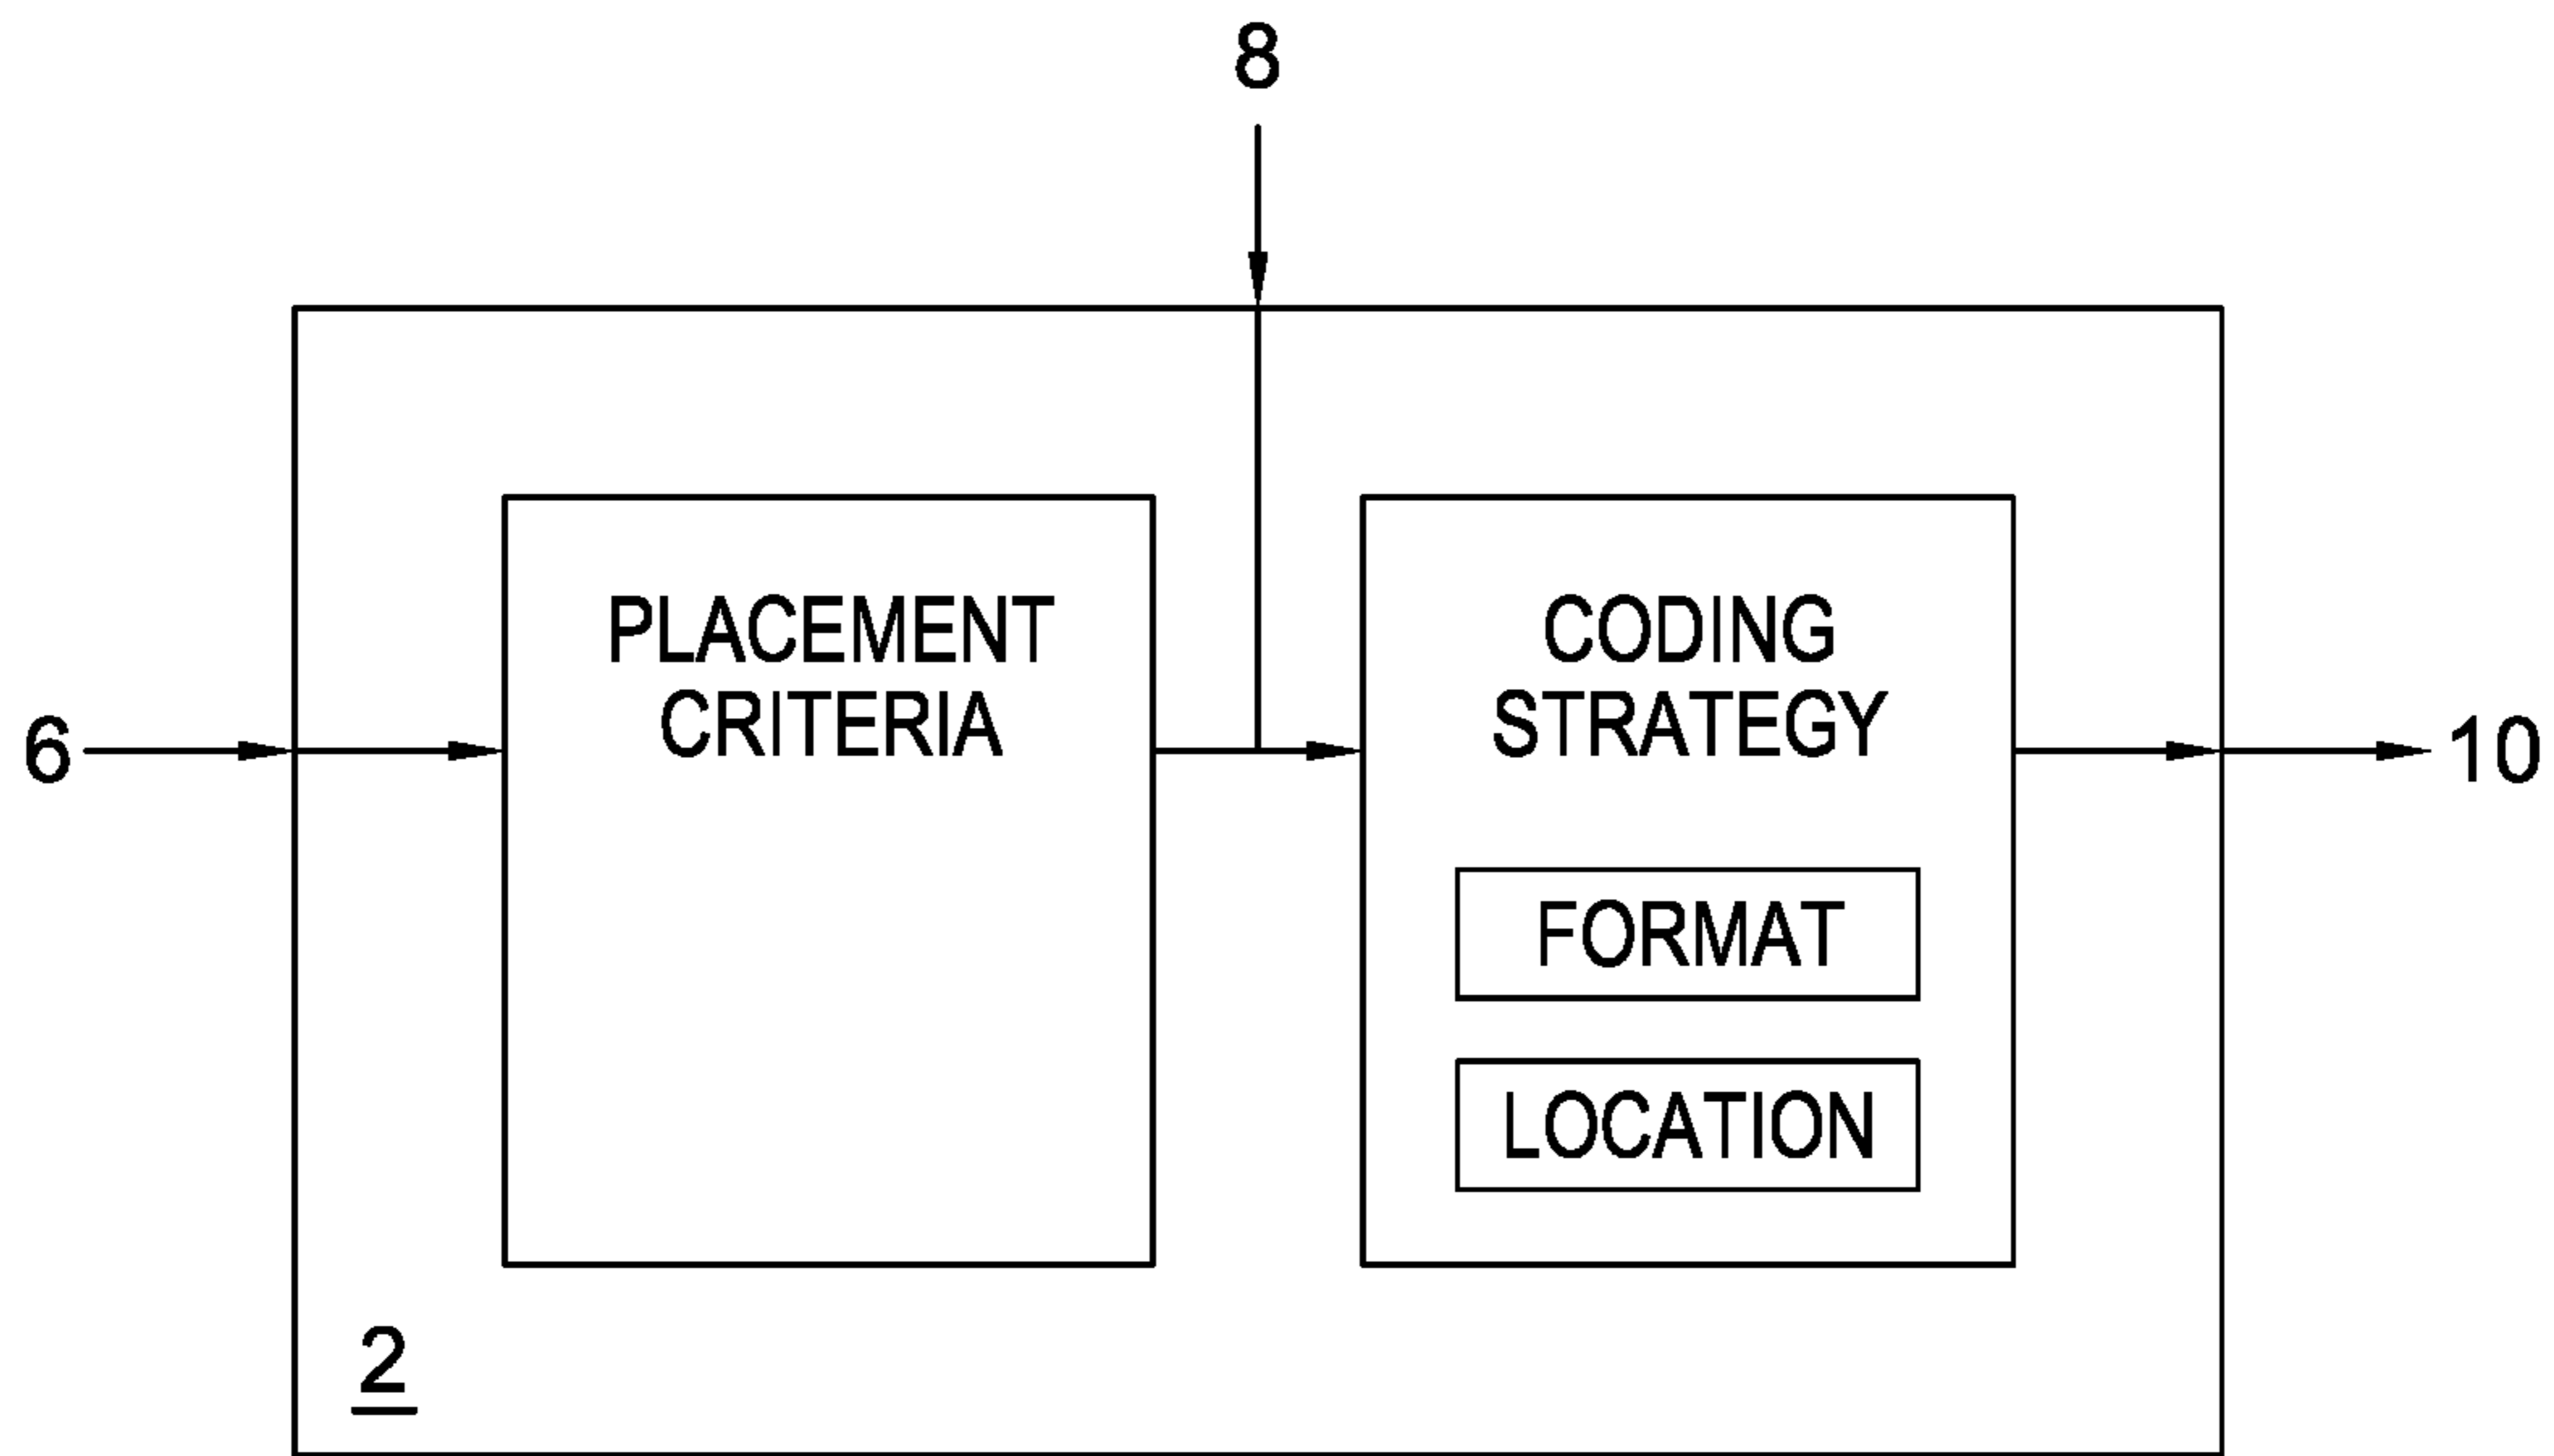 8
PLACEMENT
CRITERIA
CODING
STRATEGY
6
10
FORMAT
LOCATION
2